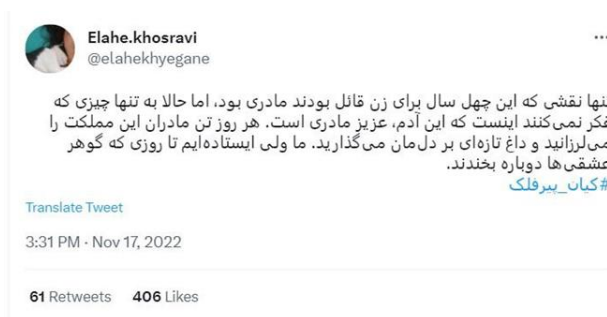 Elahe.khosravi
@elahekhyegane
تنها نقشی که این چهل سال برای زن قائل بودند مادری بود، اما حالا به تنها چیزی که
فکر نمی‌کنند اینست که این آدم، عزیز مادری است. هر روز تن مادران این مملکت را
می‌لرزانید و داغ تازه‌ای بر دل‌مان می‌گذارید. ما ولی ایستاده‌ایم تا روزی که گوهر
عشقی‌ها دوباره بخندند.
#کیان_پیرفلک
Translate Tweet
3:31 PM · Nov 17, 2022
61 Retweets 406 Likes